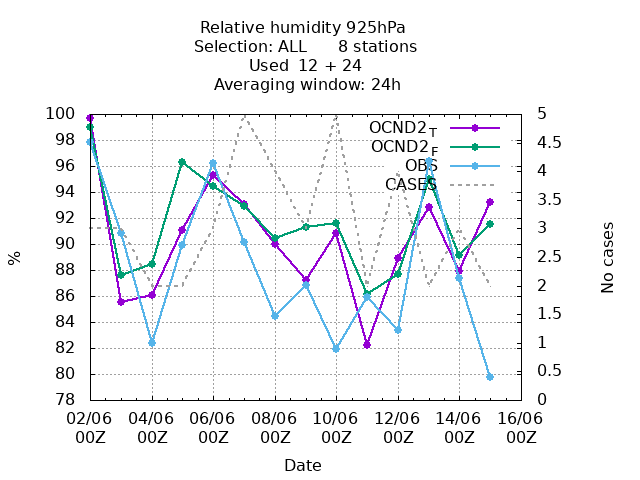 Relative humidity 925hPa
Selection: ALL 8 stations
Used 12 + 24
Averaging window: 24h
OCND2_T
OCND2_F
OBS
CASES
100
98
96
94
92
90
88
86
84
82
80
78
%
5
4.5
4
3.5
3
2.5
2
1.5
1
0.5
0
No cases
02/06 04/06 06/06 08/06 10/06 12/06 14/06 16/06
00Z 00Z 00Z 00Z 00Z 00Z 00Z 00Z
Date